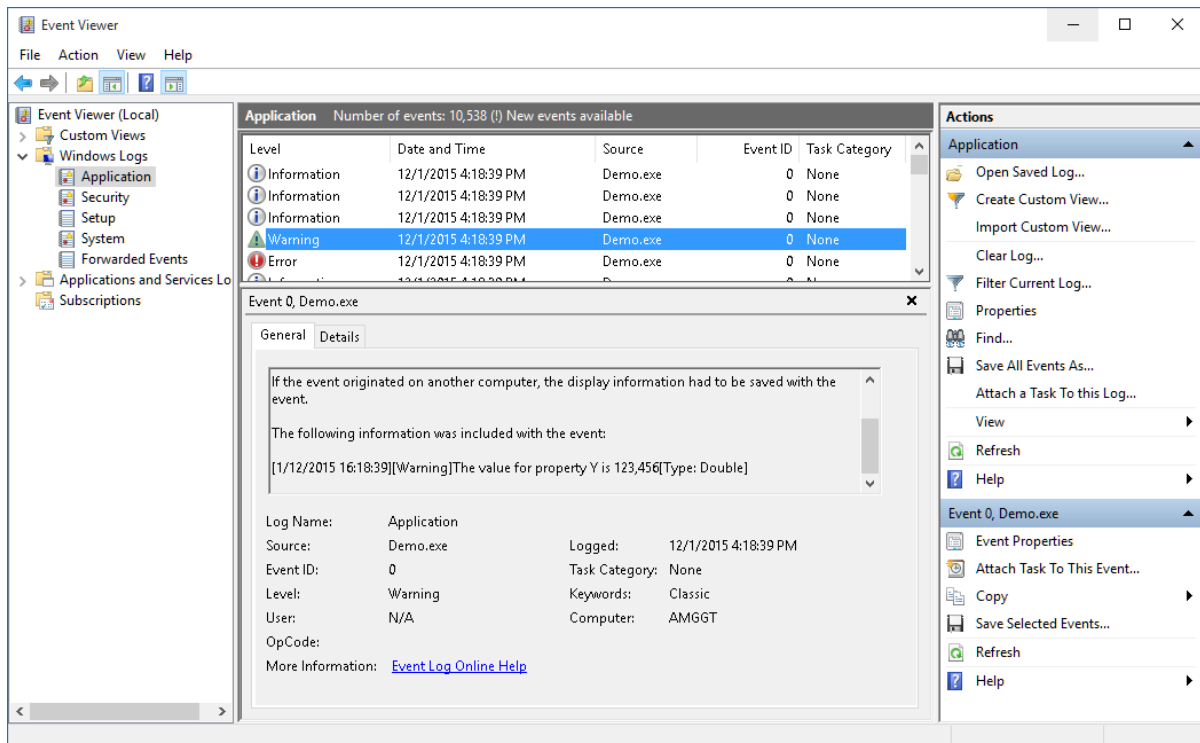 Event Viewer
File Action View Help
Event Viewer (Local)
Custom Views
Windows Logs
Application
Security
Setup
System
Forwarded Events
Applications and Services Lo
Subscriptions
Application Number of events: 10,538 (!) New events available
Level Date and Time Source Event ID Task Category
Information 12/1/2015 4:18:39 PM Demo.exe 0 None
Information 12/1/2015 4:18:39 PM Demo.exe 0 None
Information 12/1/2015 4:18:39 PM Demo.exe 0 None
Warning 12/1/2015 4:18:39 PM Demo.exe 0 None
Error 12/1/2015 4:18:39 PM Demo.exe 0 None
Event 0, Demo.exe
General Details
If the event originated on another computer, the display information had to be saved with the
event.
The following information was included with the event:
[1/12/2015 16:18:39][Warning]The value for property Y is 123,456[Type: Double]
Log Name: Application
Source: Demo.exe Logged: 12/1/2015 4:18:39 PM
Event ID: 0 Task Category: None
Level: Warning Keywords: Classic
User: N/A Computer: AMGGT
OpCode:
More Information: Event Log Online Help
Actions
Application
Open Saved Log...
Create Custom View...
Import Custom View...
Clear Log...
Filter Current Log...
Properties
Find...
Save All Events As...
Attach a Task To this Log...
View
Refresh
Help
Event 0, Demo.exe
Event Properties
Attach Task To This Event...
Copy
Save Selected Events...
Refresh
Help